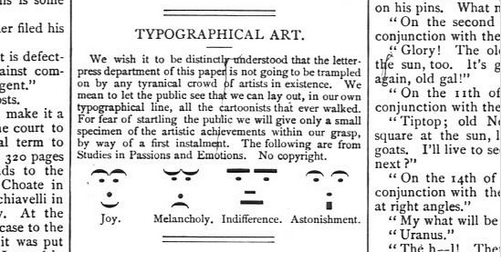 er filed his
t is defect-
ainst com-
gent."
osts.
make it a
he court to
al term to
320 pages
ds to the
Choate in
chiavelli in
y. At the
case to the
it was put
TYPOGRAPHICAL ART.
We wish it to be distinctly understood that the letter-
press department of this paper is not going to be trampled
on by any tyranical crowd of artists in existence. We
mean to let the public see that we can lay out, in our own
typographical line, all the cartoonists that ever walked.
For fear of startling the public we will give only a small
specimen of the artistic achievements within our grasp,
by way of a first instalment. The following are from
Studies in Passions and Emotions. No copyright.
Joy. Melancholy. Indifference. Astonishment.
on his pins. What
"On the second
conjunction with the
"Glory! The ol
the sun, too. It's g
again, old gal!"
"On the 11th of
conjunction with the
"Tiptop; old N
square at the sun, l
goats. I'll live to se
next?"
"On the 14th of
conjunction with the
at right angles."
"My what will be
"Uranus."
"The h—l! The